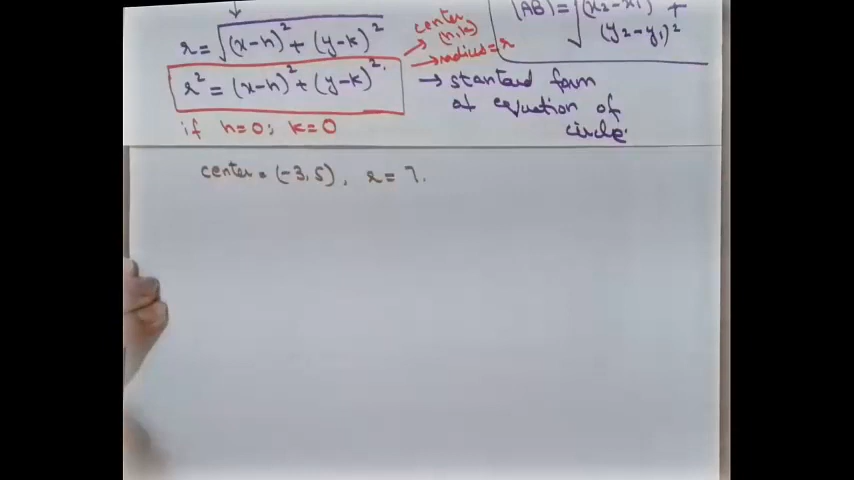 |AB| = √(x₂-x₁)² +
(y₂-y₁)²
r = √(x-h)² + (y-k)²
center
(h,k)
→ radius = r
r² = (x-h)² + (y-k)².
→ standard form
of equation of
circle.
if h=0; k=0
center = (-3,5), r = 7.